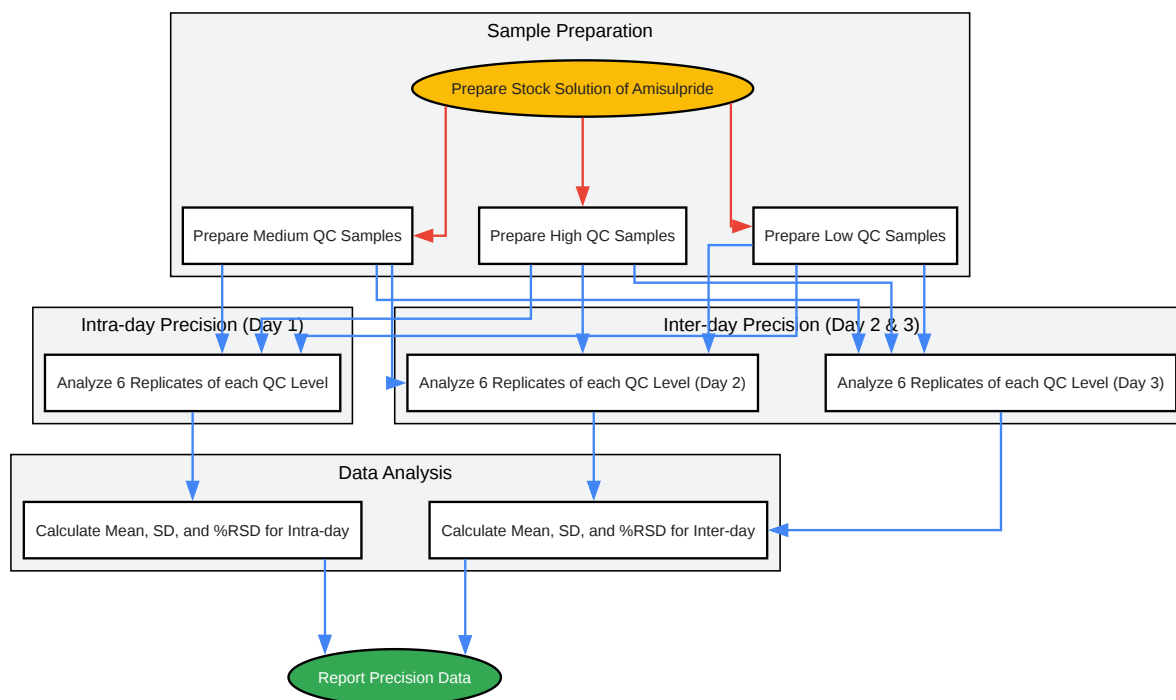 Sample Preparation
Prepare Stock Solution of Amisulpride
Prepare Medium QC Samples
Prepare High QC Samples
Prepare Low QC Samples
Intra-day Precision (Day 1)
Inter-day Precision (Day 2 & 3)
Analyze 6 Replicates of each QC Level
Analyze 6 Replicates of each QC Level (Day 2)
Analyze 6 Replicates of each QC Level (Day 3)
Data Analysis
Calculate Mean, SD, and %RSD for Intra-day
Calculate Mean, SD, and %RSD for Inter-day
Report Precision Data